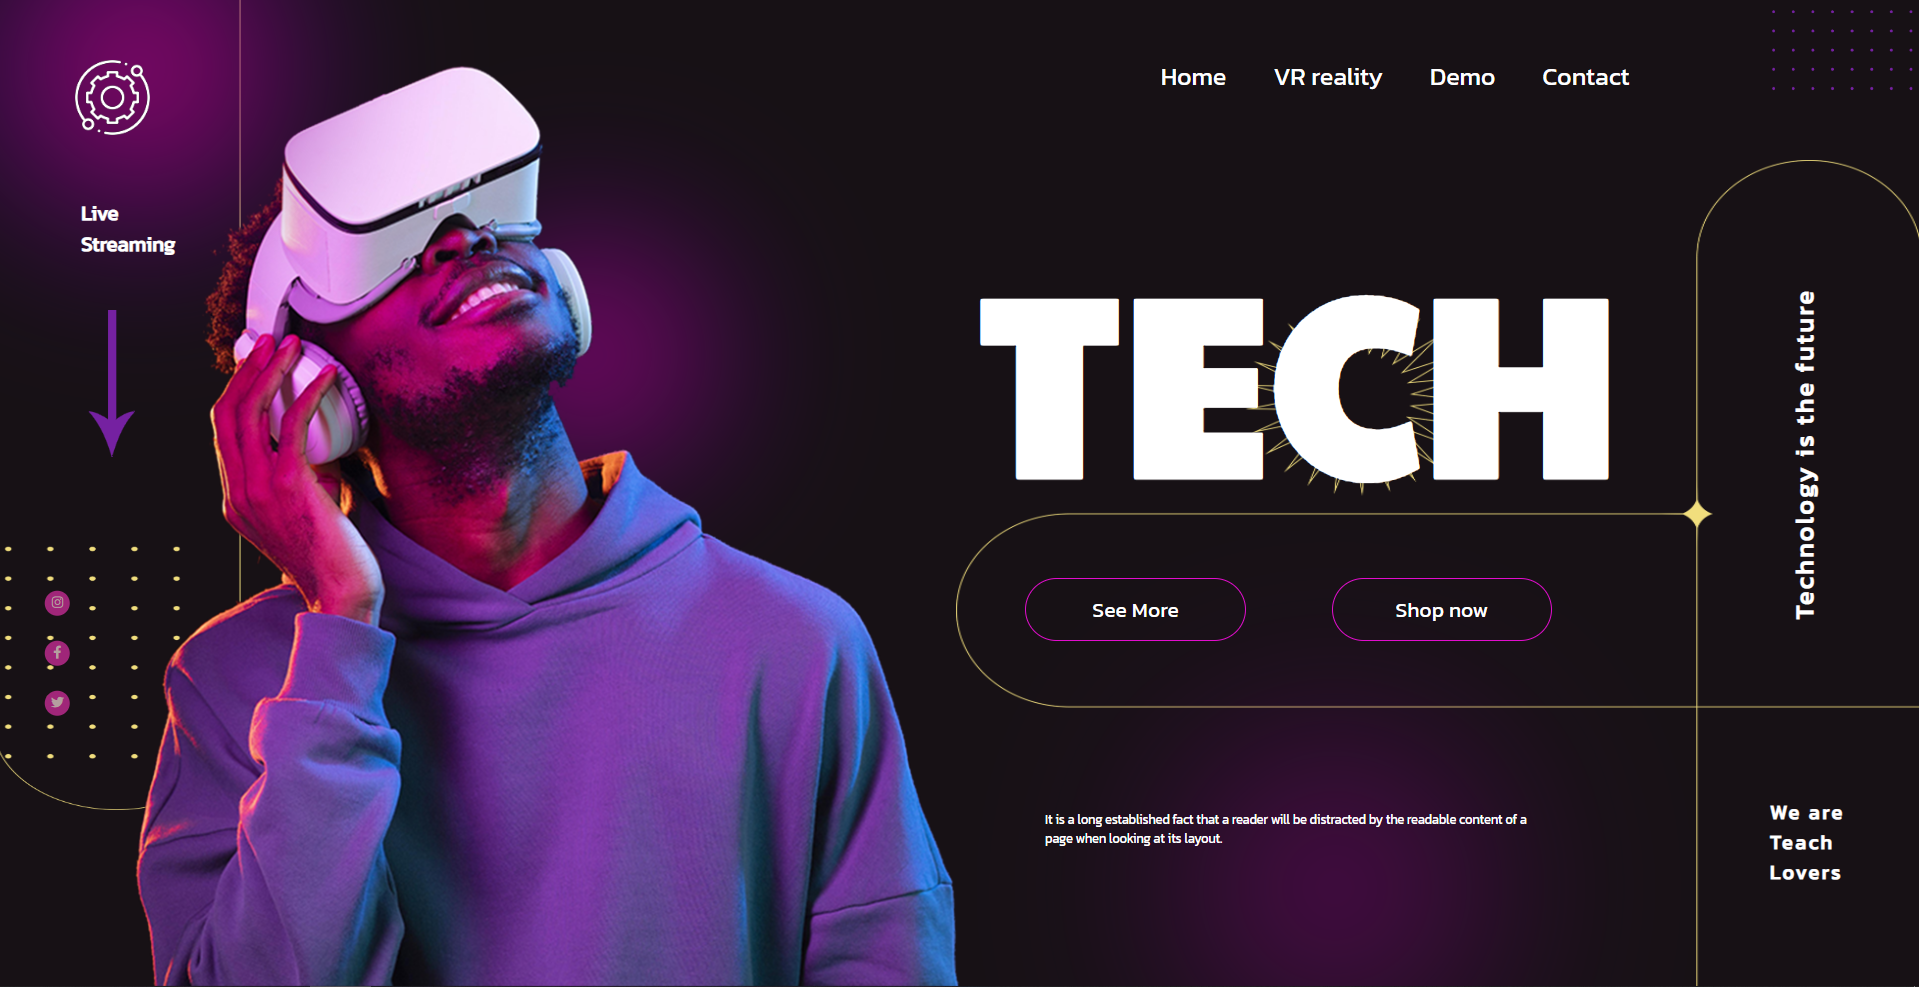 Home
VR reality
Demo
Contact
Live
Streaming
TECH
Technology is the future
See More
Shop now
It is a long established fact that a reader will be distracted by the readable content of a
page when looking at its layout.
We are
Teach
Lovers